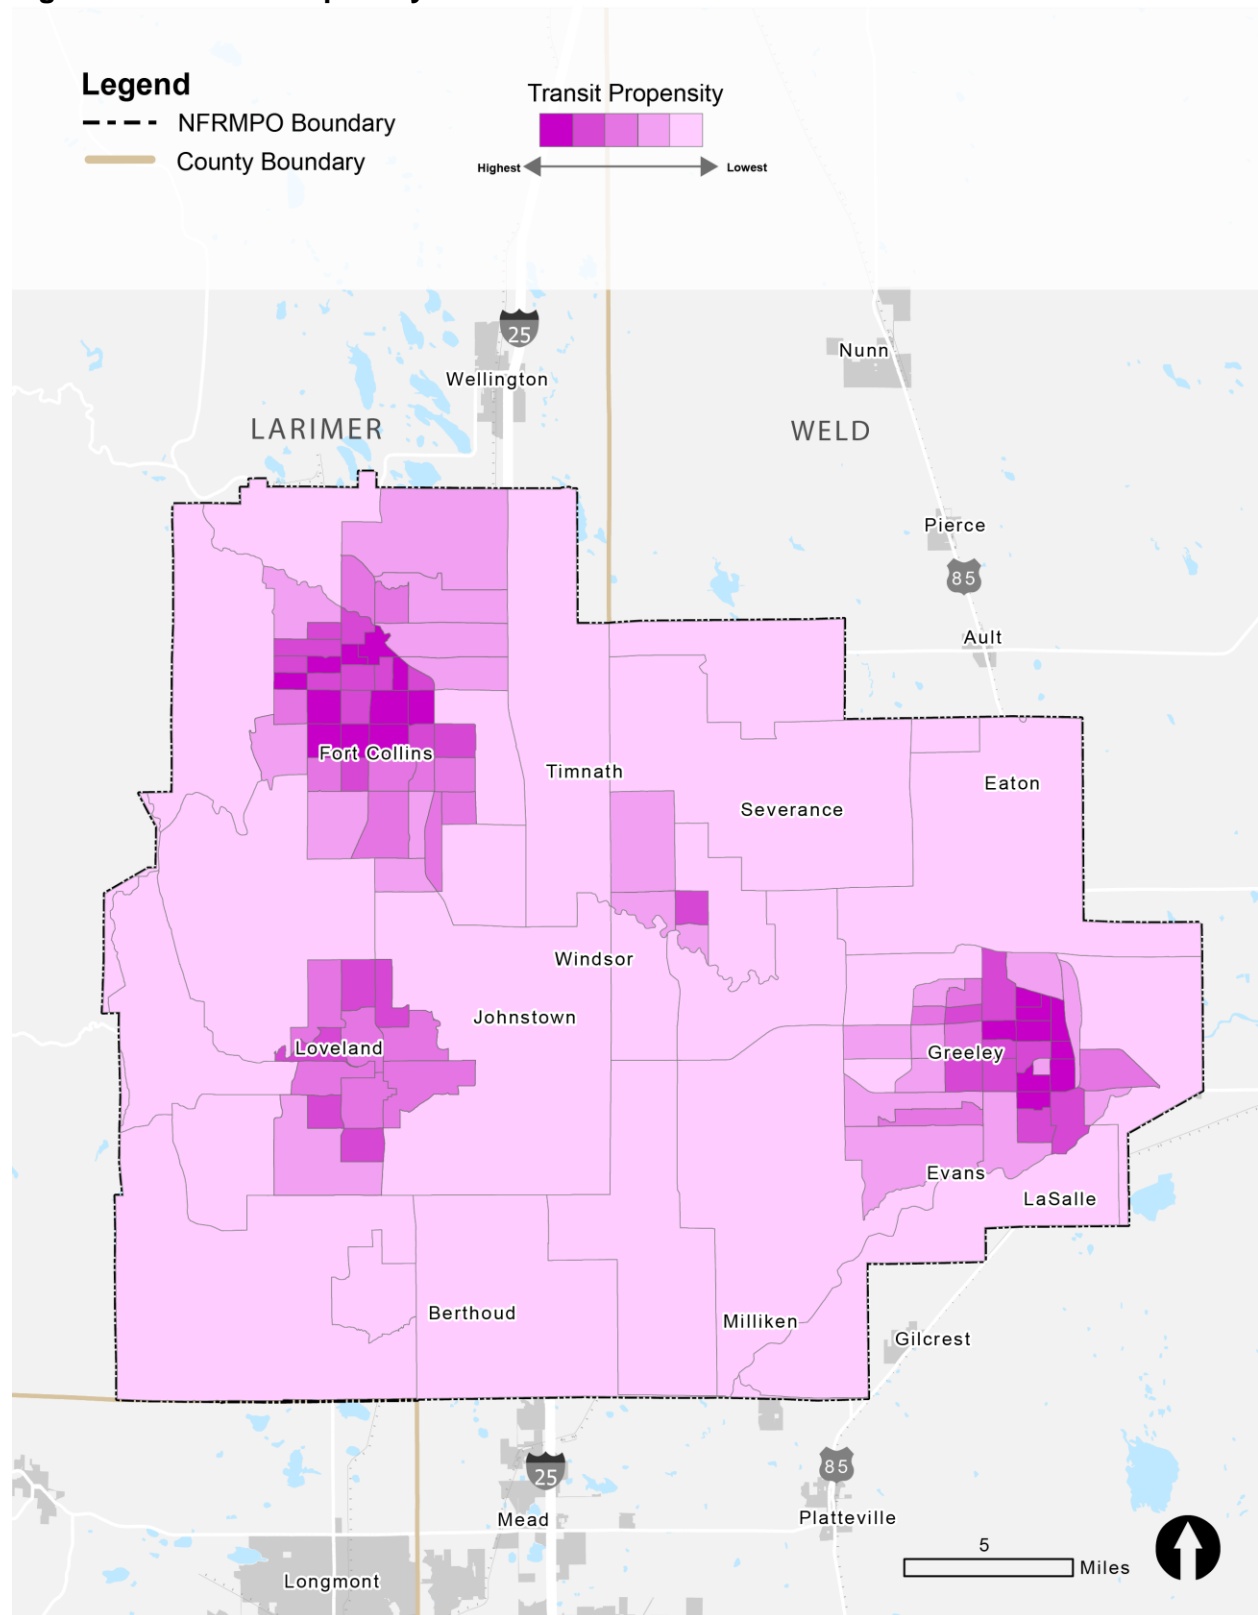 Legend
NFRMPO Boundary
County Boundary
Transit Propensity
Highest
Lowest
25
Wellington
Nunn
LARIMER
WELD
Pierce
85
Ault
Fort Collins
Timnath
Severance
Eaton
Windsor
Johnstown
Loveland
Greeley
Evans
LaSalle
Berthoud
Milliken
Gilcrest
25
85
Mead
Platteville
5
Miles
Longmont